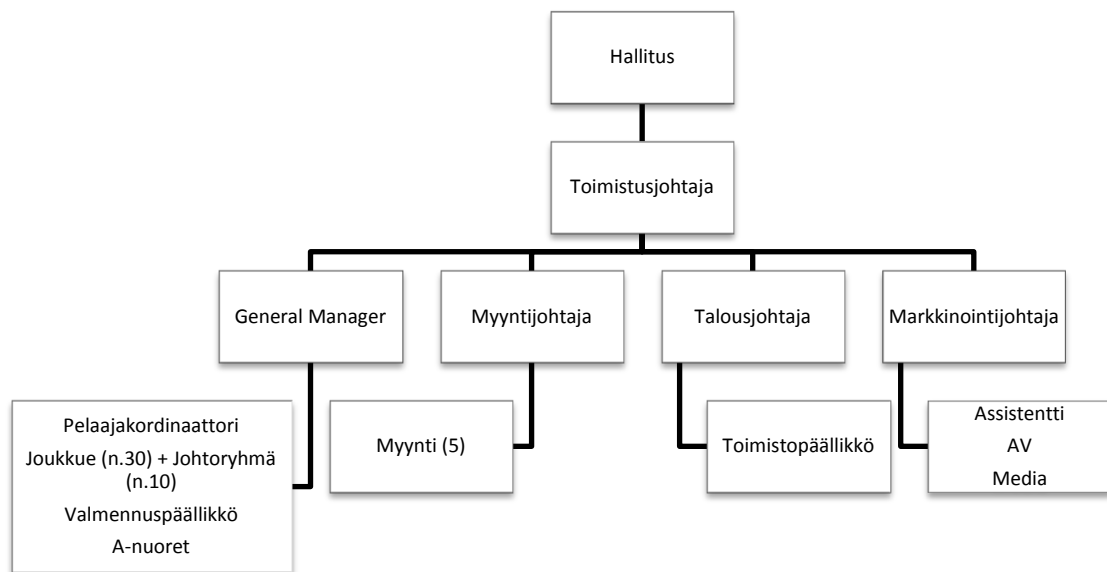 Hallitus
Toimistusjohtaja
General Manager
Myyntijohtaja
Talousjohtaja
Markkinointijohtaja
Pelaajakordinaattori
Joukkue (n.30) + Johtoryhmä
(n.10)
Valmennuspäällikkö
A-nuoret
Myynti (5)
Toimistopäällikkö
Assistentti
AV
Media